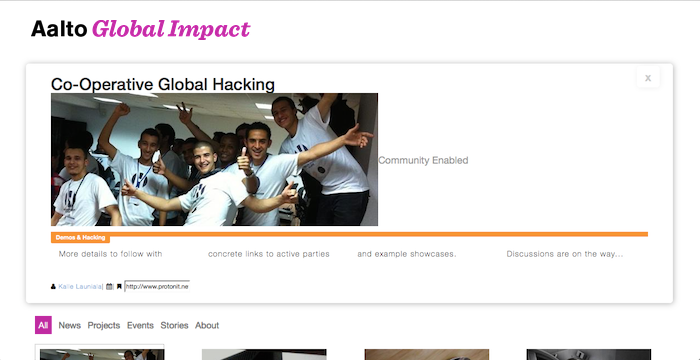 Aalto Global Impact
x
Co-Operative Global Hacking
Community Enabled
Demos & Hacking
More details to follow with concrete links to active parties and example showcases. Discussions are on the way...
Kalle Launiala| | http://www.protonit.ne
All News Projects Events Stories About